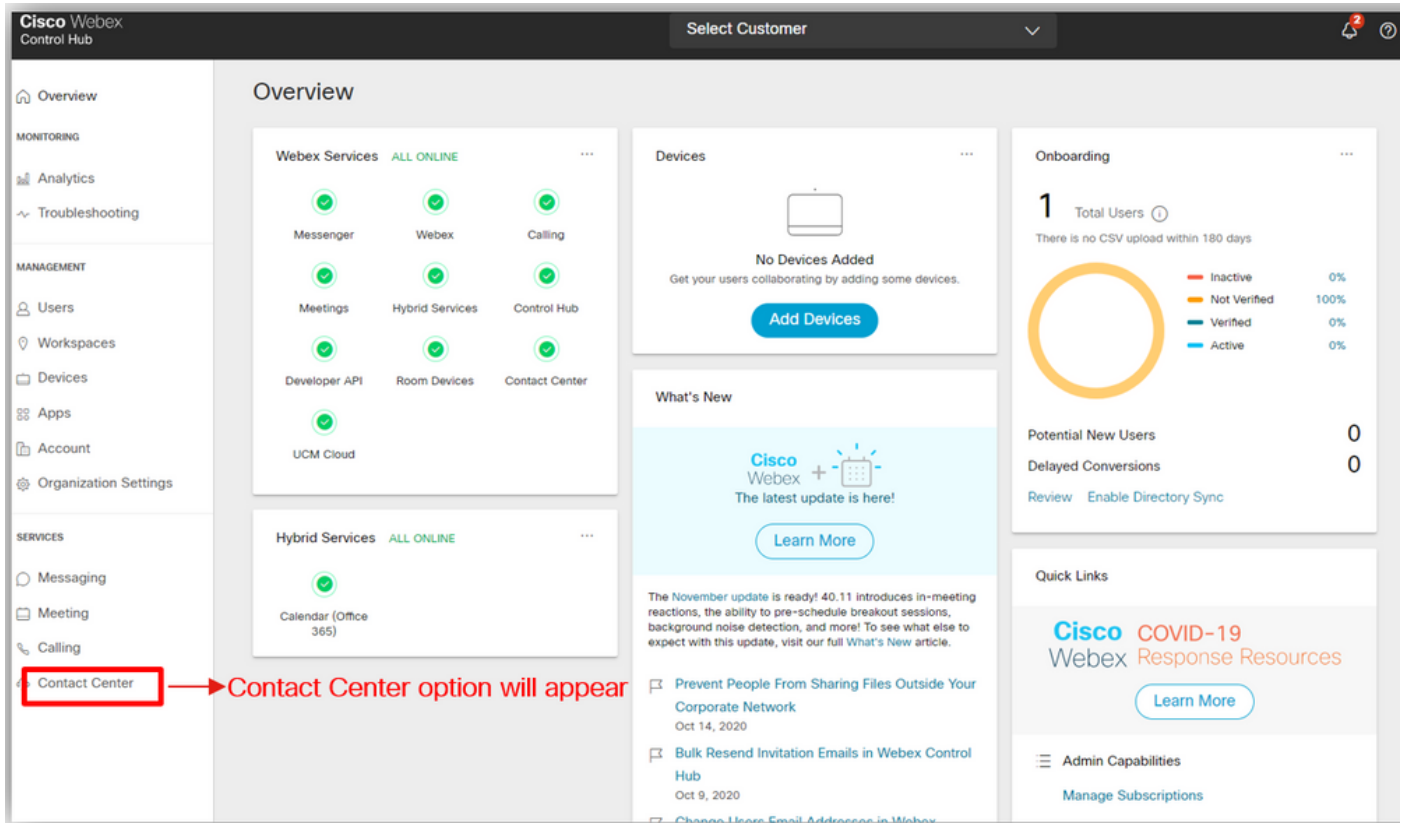 Cisco Webex
Control Hub
Select Customer
2
Overview
MONITORING
Analytics
Troubleshooting
MANAGEMENT
Users
Workspaces
Devices
Apps
Account
Organization Settings
SERVICES
Messaging
Meeting
Calling
Contact Center
Contact Center option will appear
Overview
Webex Services ALL ONLINE
Messenger Webex Calling
Meetings Hybrid Services Control Hub
Developer API Room Devices Contact Center
UCM Cloud
Hybrid Services ALL ONLINE
Calendar (Office
365)
Devices
No Devices Added
Get your users collaborating by adding some devices.
Add Devices
What's New
Cisco
Webex +
The latest update is here!
Learn More
The November update is ready! 40.11 introduces in-meeting
reactions, the ability to pre-schedule breakout sessions,
background noise detection, and more! To see what else to
expect with this update, visit our full What's New article.
Prevent People From Sharing Files Outside Your
Corporate Network
Oct 14, 2020
Bulk Resend Invitation Emails in Webex Control
Hub
Oct 9, 2020
Change Users Email Addresses in Webex
Onboarding
1 Total Users
There is no CSV upload within 180 days
Inactive 0%
Not Verified 100%
Verified 0%
Active 0%
Potential New Users 0
Delayed Conversions 0
Review Enable Directory Sync
Quick Links
Cisco COVID-19
Webex Response Resources
Learn More
Admin Capabilities
Manage Subscriptions